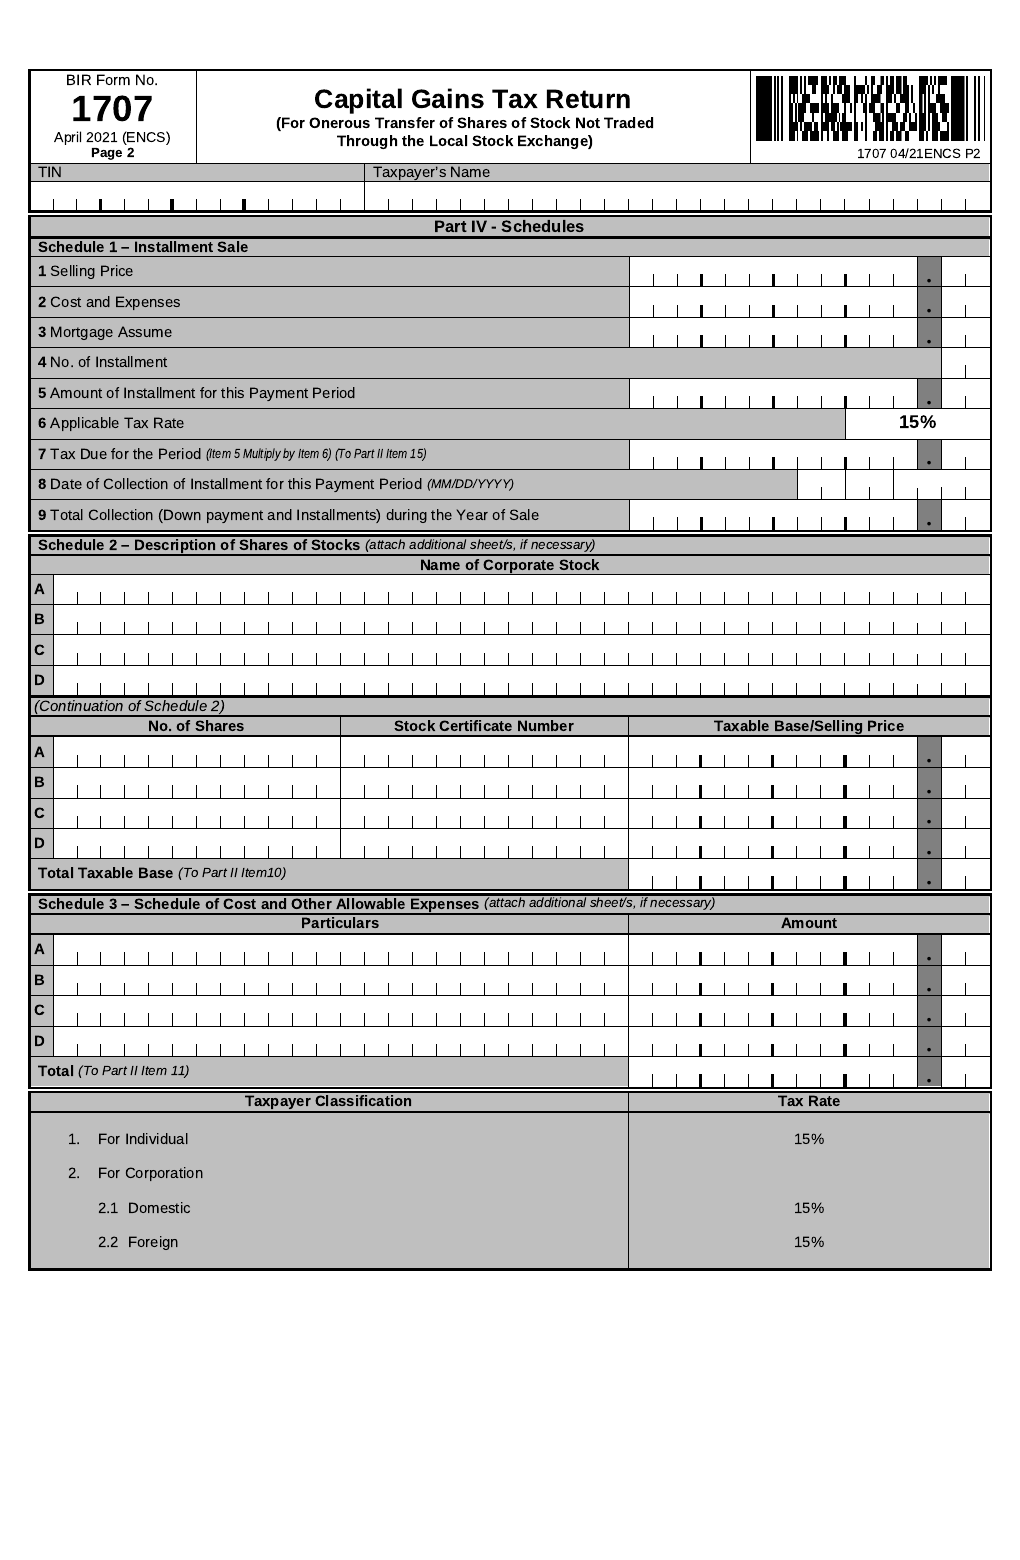 BIR Form No.
1707
April 2021 (ENCS)
Page 2
Capital Gains Tax Return
(For Onerous Transfer of Shares of Stock Not Traded
Through the Local Stock Exchange)
1707 04/21ENCS P2
TIN
Taxpayer's Name
Part IV - Schedules
Schedule 1 – Installment Sale
1 Selling Price
2 Cost and Expenses
3 Mortgage Assume
4 No. of Installment
5 Amount of Installment for this Payment Period
6 Applicable Tax Rate 15%
7 Tax Due for the Period (Item 5 Multiply by Item 6) (To Part II Item 15)
8 Date of Collection of Installment for this Payment Period (MM/DD/YYYY)
9 Total Collection (Down payment and Installments) during the Year of Sale
Schedule 2 – Description of Shares of Stocks (attach additional sheet/s, if necessary)
Name of Corporate Stock
A
B
C
D
(Continuation of Schedule 2)
No. of Shares Stock Certificate Number Taxable Base/Selling Price
A
B
C
D
Total Taxable Base (To Part II Item10)
Schedule 3 – Schedule of Cost and Other Allowable Expenses (attach additional sheet/s, if necessary)
Particulars Amount
A
B
C
D
Total (To Part II Item 11)
Taxpayer Classification Tax Rate
1. For Individual 15%
2. For Corporation
2.1 Domestic 15%
2.2 Foreign 15%